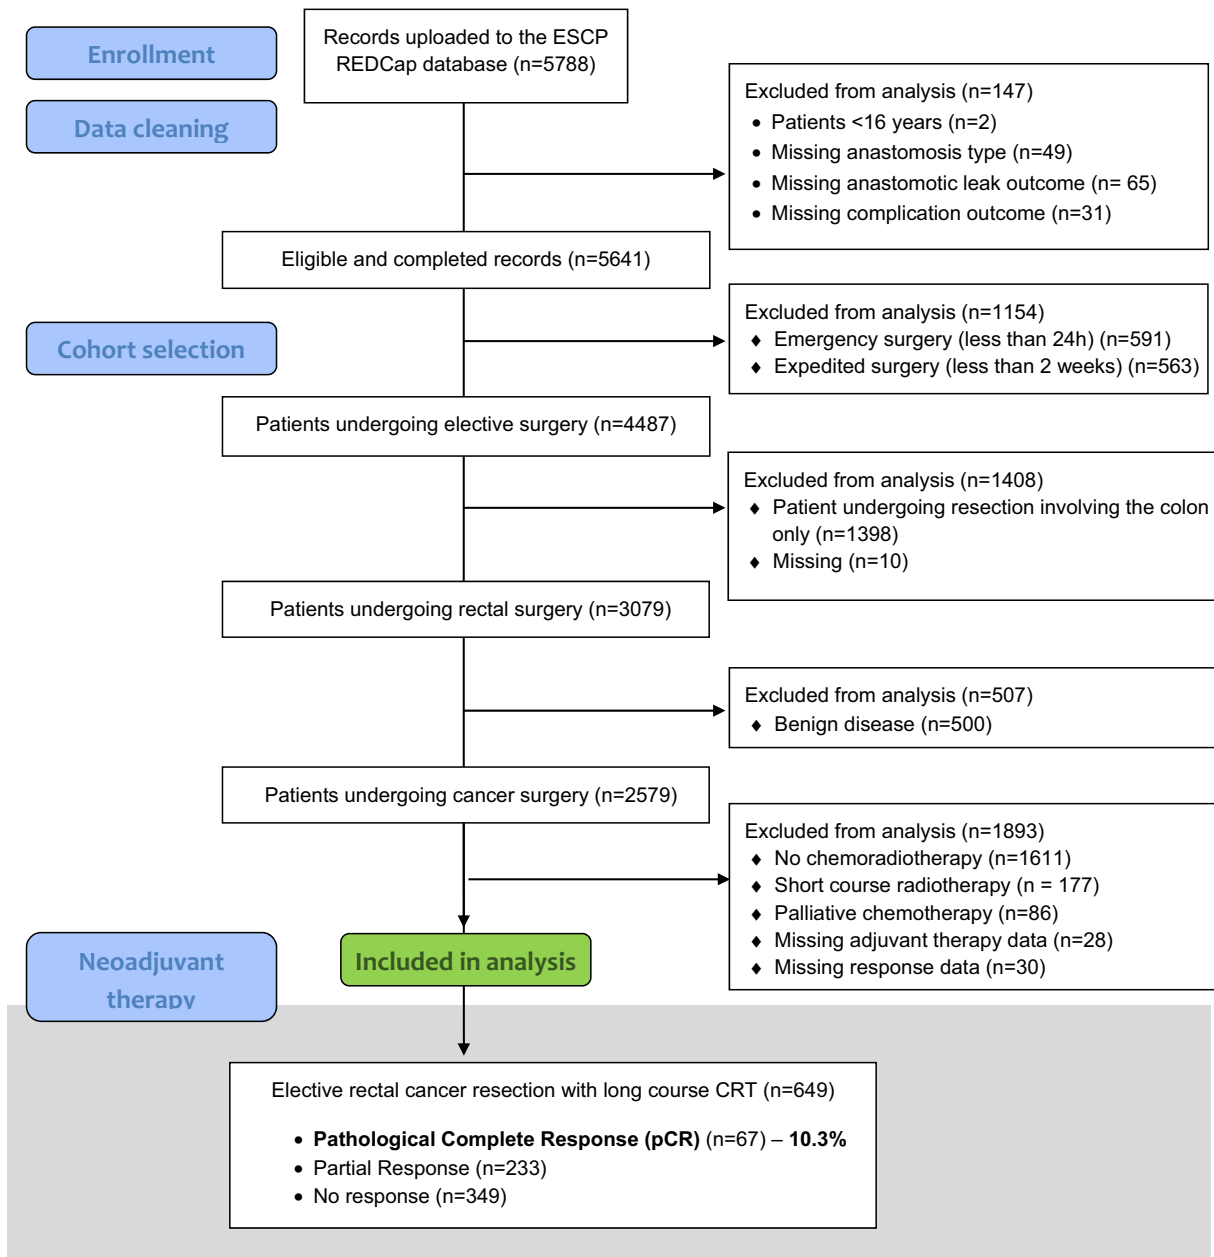 Enrollment
Records uploaded to the ESCP
REDCap database (n=5788)
Data cleaning
Excluded from analysis (n=147)
• Patients <16 years (n=2)
• Missing anastomosis type (n=49)
• Missing anastomotic leak outcome (n= 65)
• Missing complication outcome (n=31)
Eligible and completed records (n=5641)
Cohort selection
Excluded from analysis (n=1154)
♦ Emergency surgery (less than 24h) (n=591)
♦ Expedited surgery (less than 2 weeks) (n=563)
Patients undergoing elective surgery (n=4487)
Excluded from analysis (n=1408)
♦ Patient undergoing resection involving the colon
only (n=1398)
♦ Missing (n=10)
Patients undergoing rectal surgery (n=3079)
Excluded from analysis (n=507)
♦ Benign disease (n=500)
Patients undergoing cancer surgery (n=2579)
Excluded from analysis (n=1893)
♦ No chemoradiotherapy (n=1611)
♦ Short course radiotherapy (n = 177)
♦ Palliative chemotherapy (n=86)
♦ Missing adjuvant therapy data (n=28)
♦ Missing response data (n=30)
Neoadjuvant
therapy
Included in analysis
Elective rectal cancer resection with long course CRT (n=649)
• Pathological Complete Response (pCR) (n=67) – 10.3%
• Partial Response (n=233)
• No response (n=349)